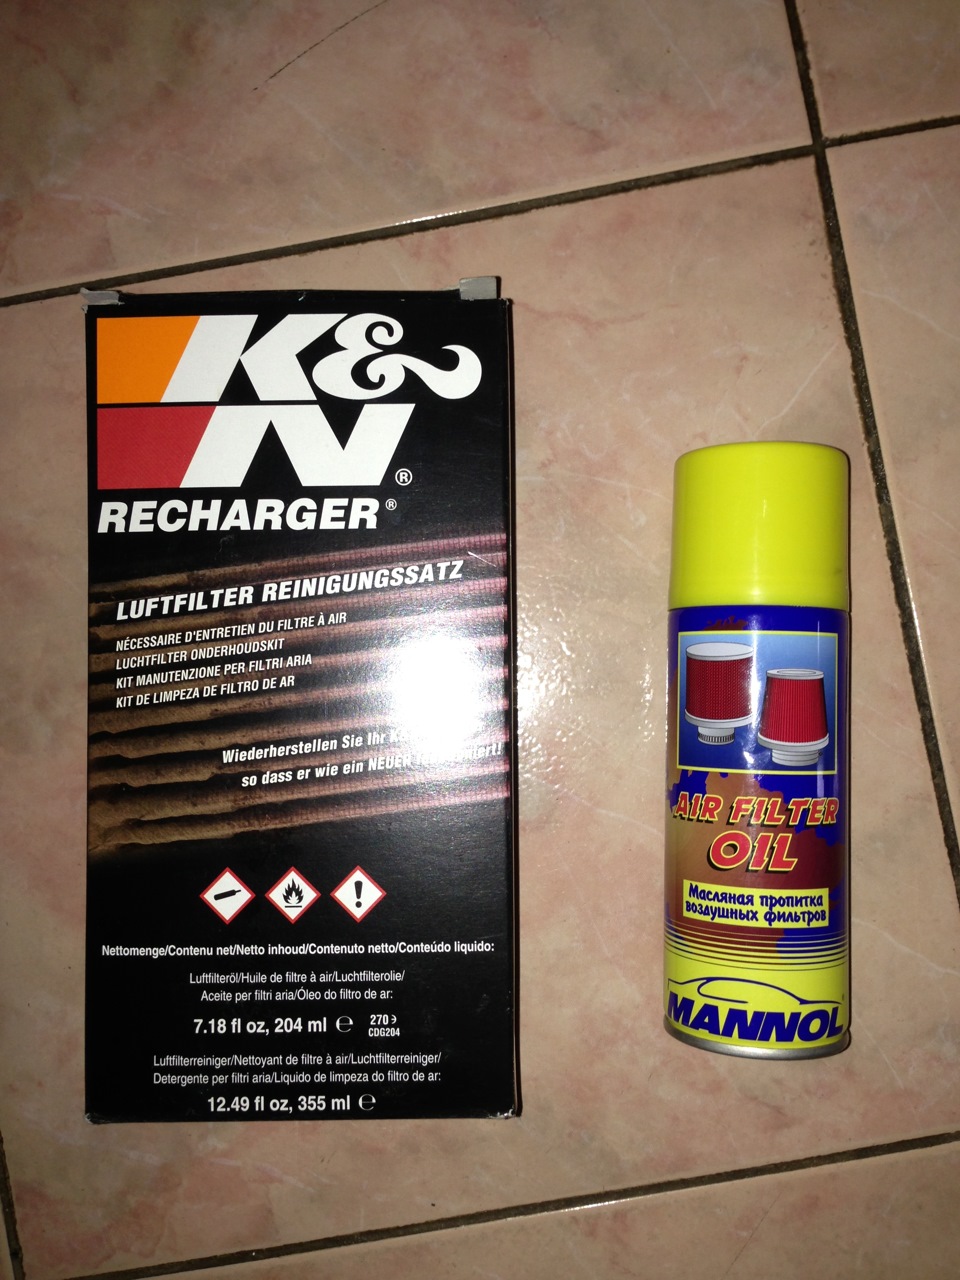 K&
N®
RECHARGER®
LUFTFILTER REINIGUNGSSATZ
NÉCESSAIRE D'ENTRETIEN DU FILTRE À AIR
LUCHTFILTER ONDERHOUDSKIT
KIT MANUTENZIONE PER FILTRI ARIA
KIT DE LIMPEZA DE FILTRO DE AR
Wiederherstellen Sie Ihr
so dass er wie ein NEUER
Nettomenge/Contenu net/Netto inhoud/Contenuto netto/Conteúdo liquido:
Luftfilteröl/Huile de filtre à air/Luchtfilterolie/
Aceite per filtri aria/Óleo do filtro de ar:
7.18 fl oz, 204 ml ℮
270
CDG204
Luftfilterreiniger/Nettoyant de filtre à air/Luchtfilterreiniger/
Detergente per filtri aria/Liquido de limpeza do filtro de ar:
12.49 fl oz, 355 ml ℮
AIR FILTER
OIL
Масляная пропитка
воздушных фильтров
MANNOL